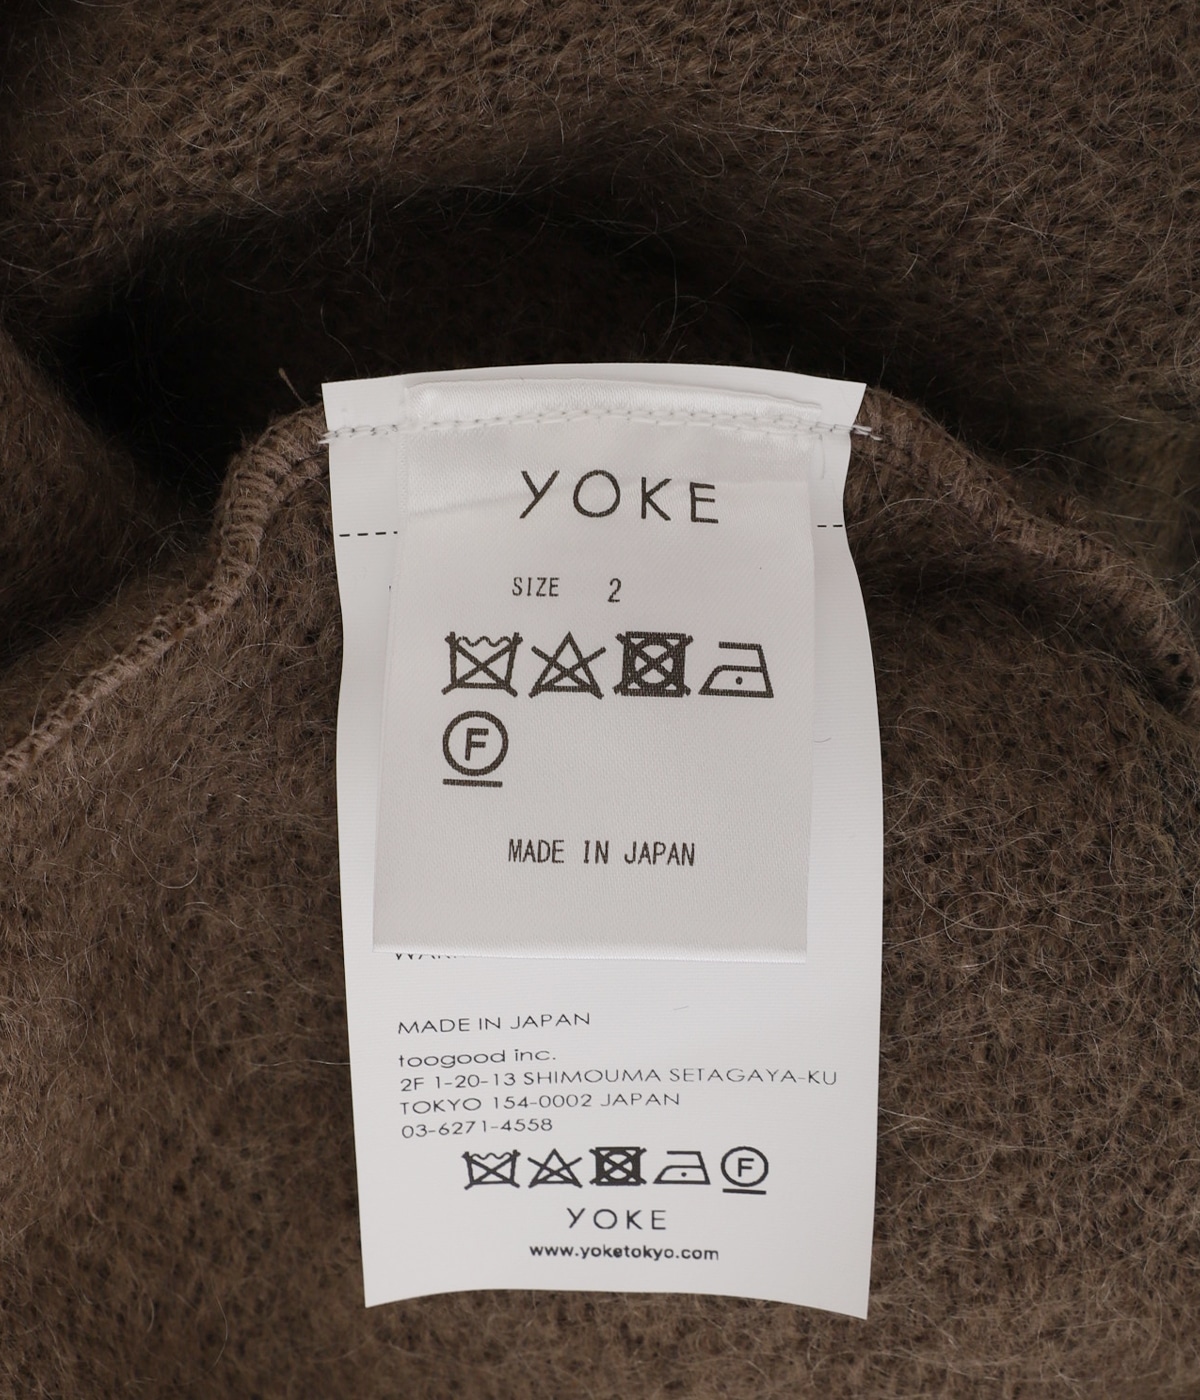 YOKE
SIZE 2
F
MADE IN JAPAN
MADE IN JAPAN
toogood inc.
2F 1-20-13 SHIMOUMA SETAGAYA-KU
TOKYO 154-0002 JAPAN
03-6271-4558
F
YOKE
www.yoketokyo.com